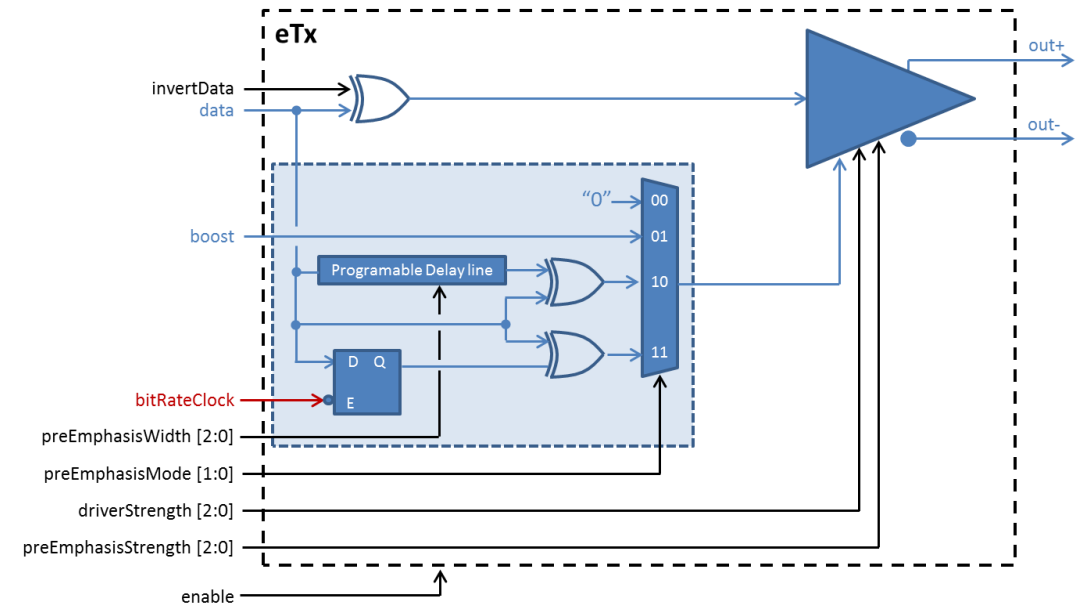 eTx
out+
invertData
data
out-
"0"
00
boost
01
Programable Delay line
10
11
D Q
E
bitRateClock
preEmphasisWidth [2:0]
preEmphasisMode [1:0]
driverStrength [2:0]
preEmphasisStrength [2:0]
enable